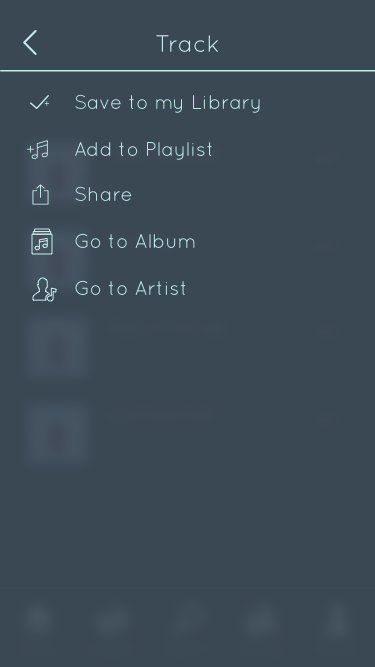 Track
Save to my Library
Add to Playlist
Share
Go to Album
Go to Artist